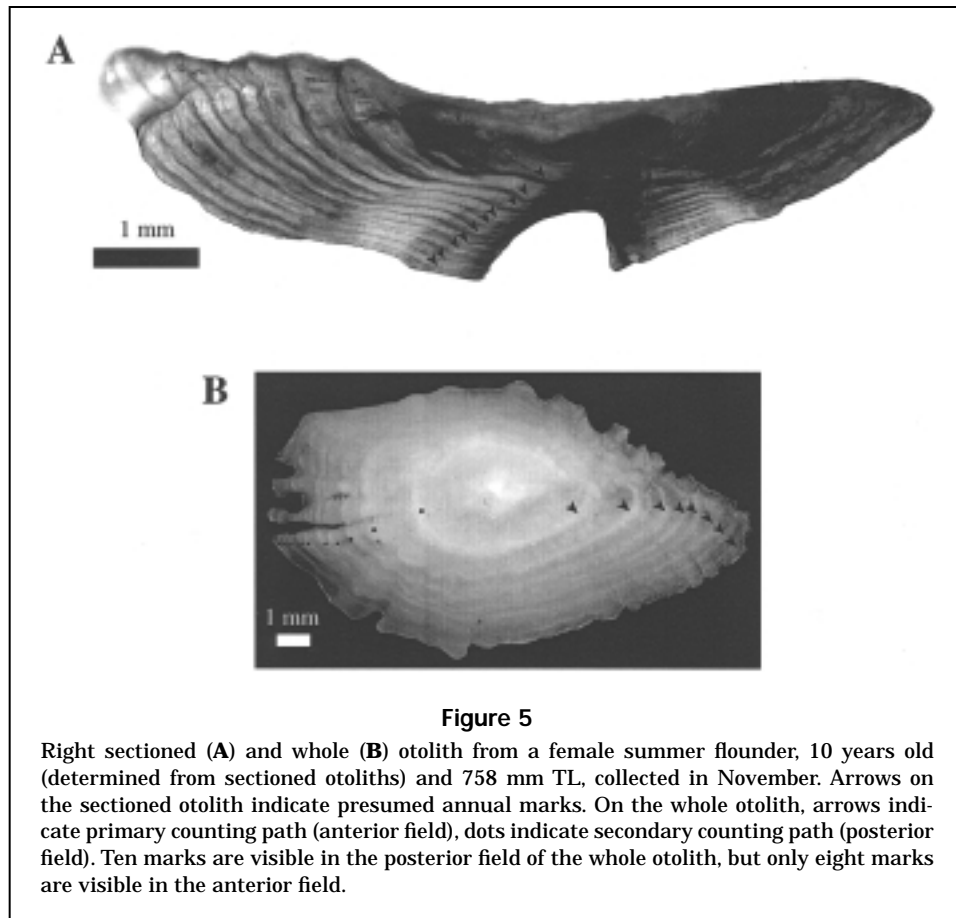 A
1 mm
B
1 mm
Figure 5
Right sectioned (A) and whole (B) otolith from a female summer flounder, 10 years old
(determined from sectioned otoliths) and 758 mm TL, collected in November. Arrows on
the sectioned otolith indicate presumed annual marks. On the whole otolith, arrows indi-
cate primary counting path (anterior field), dots indicate secondary counting path (posterior
field). Ten marks are visible in the posterior field of the whole otolith, but only eight marks
are visible in the anterior field.